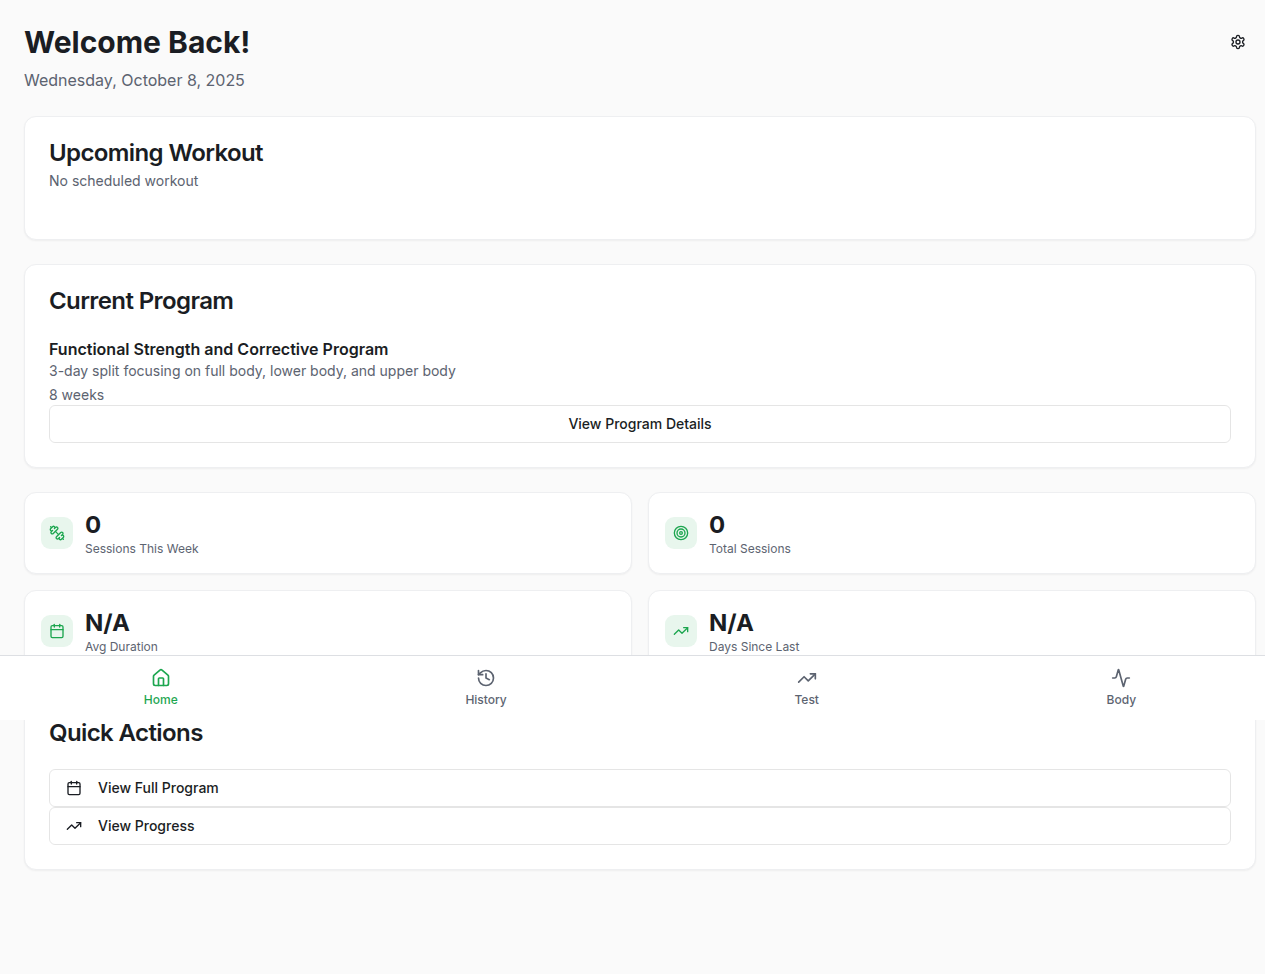 Welcome Back!
Wednesday, October 8, 2025
Upcoming Workout
No scheduled workout
Current Program
Functional Strength and Corrective Program
3-day split focusing on full body, lower body, and upper body
8 weeks
View Program Details
0
Sessions This Week
0
Total Sessions
N/A
Avg Duration
N/A
Days Since Last
Home
History
Test
Body
Quick Actions
View Full Program
View Progress